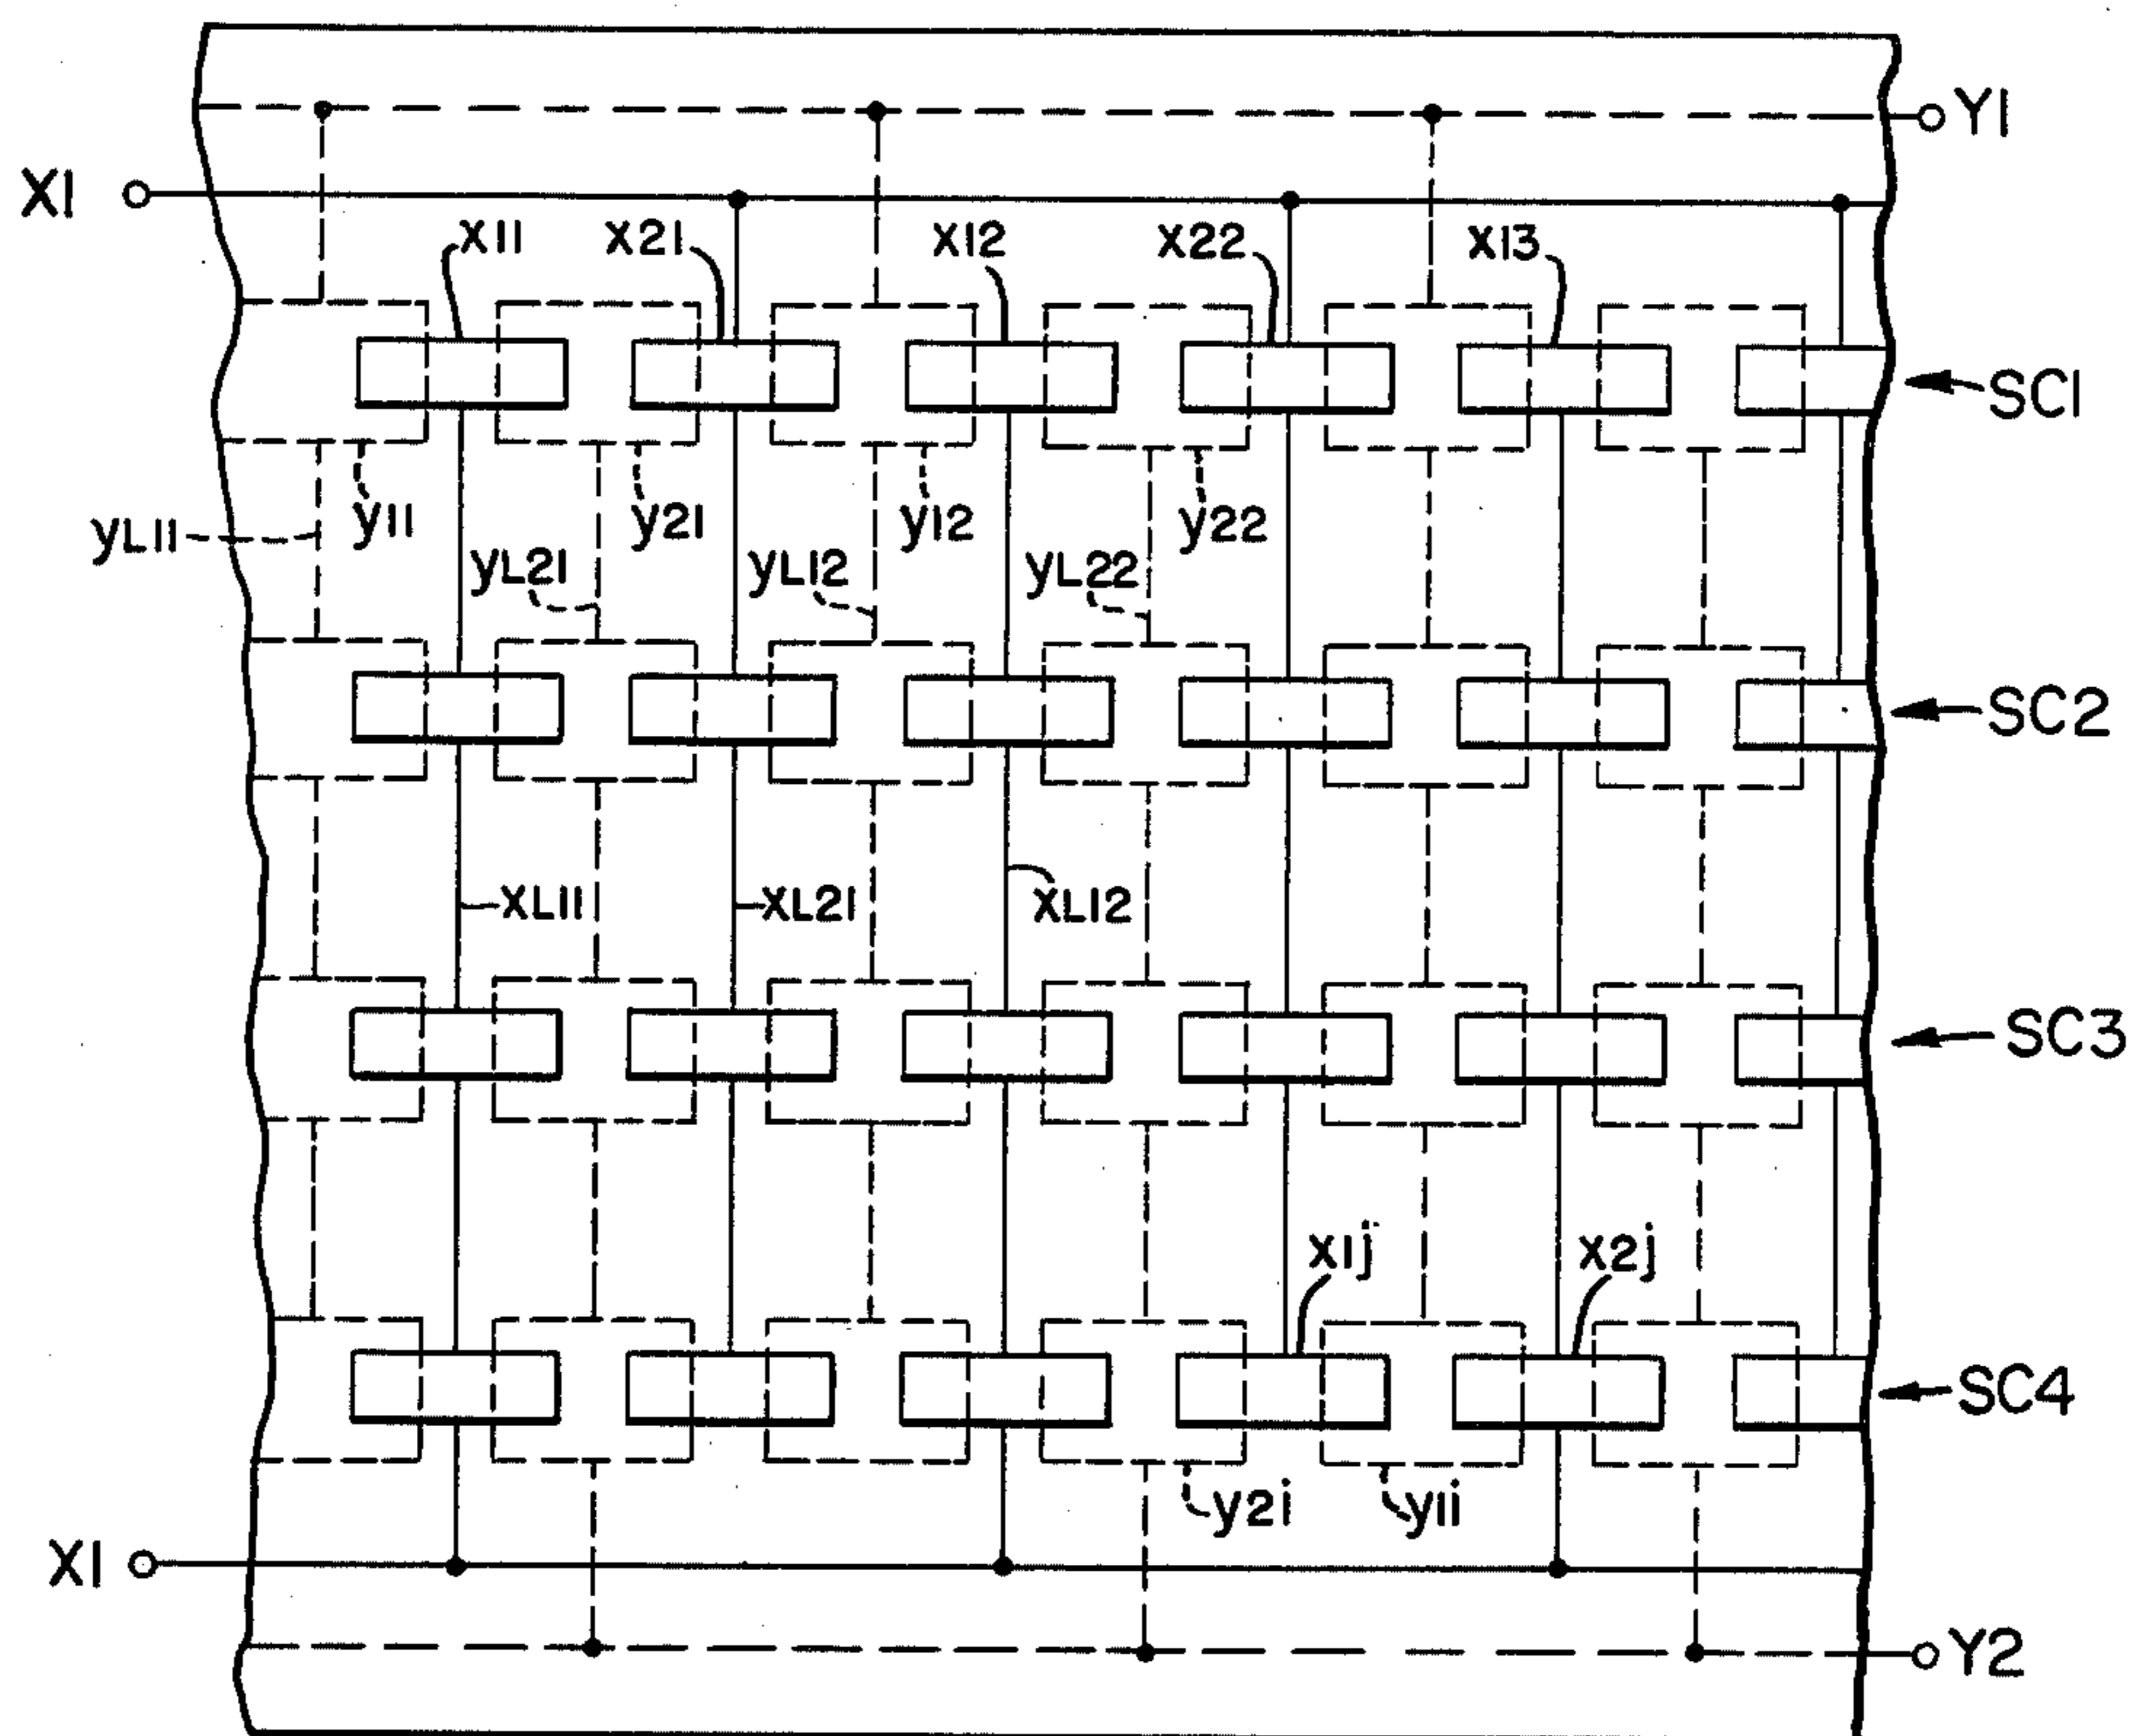 Y1
X1
x11
x21
x12
x22
x13
SC1
yL11
y11
y21
y12
y22
yL21
yL12
yL22
SC2
xL11
xL21
xL12
SC3
x1j
x2j
SC4
y2i
y1i
X1
Y2